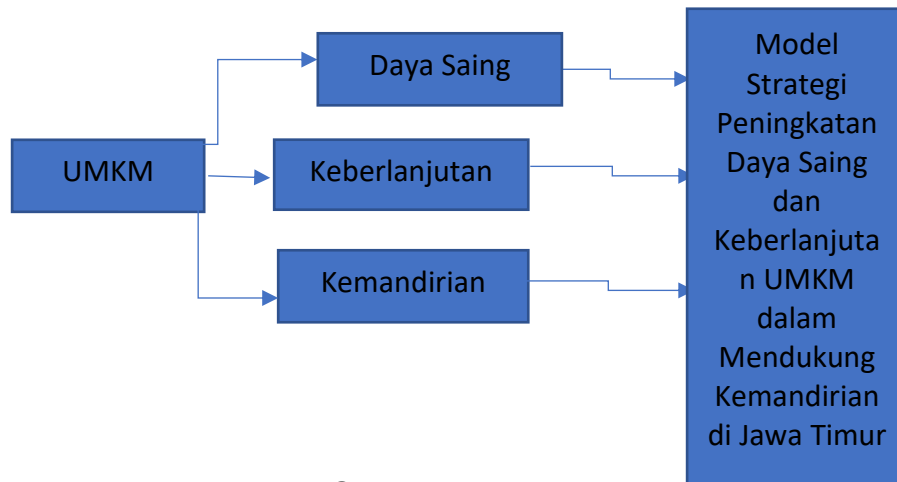 UMKM
Daya Saing
Keberlanjutan
Kemandirian
Model
Strategi
Peningkatan
Daya Saing
dan
Keberlanjuta
n UMKM
dalam
Mendukung
Kemandirian
di Jawa Timur